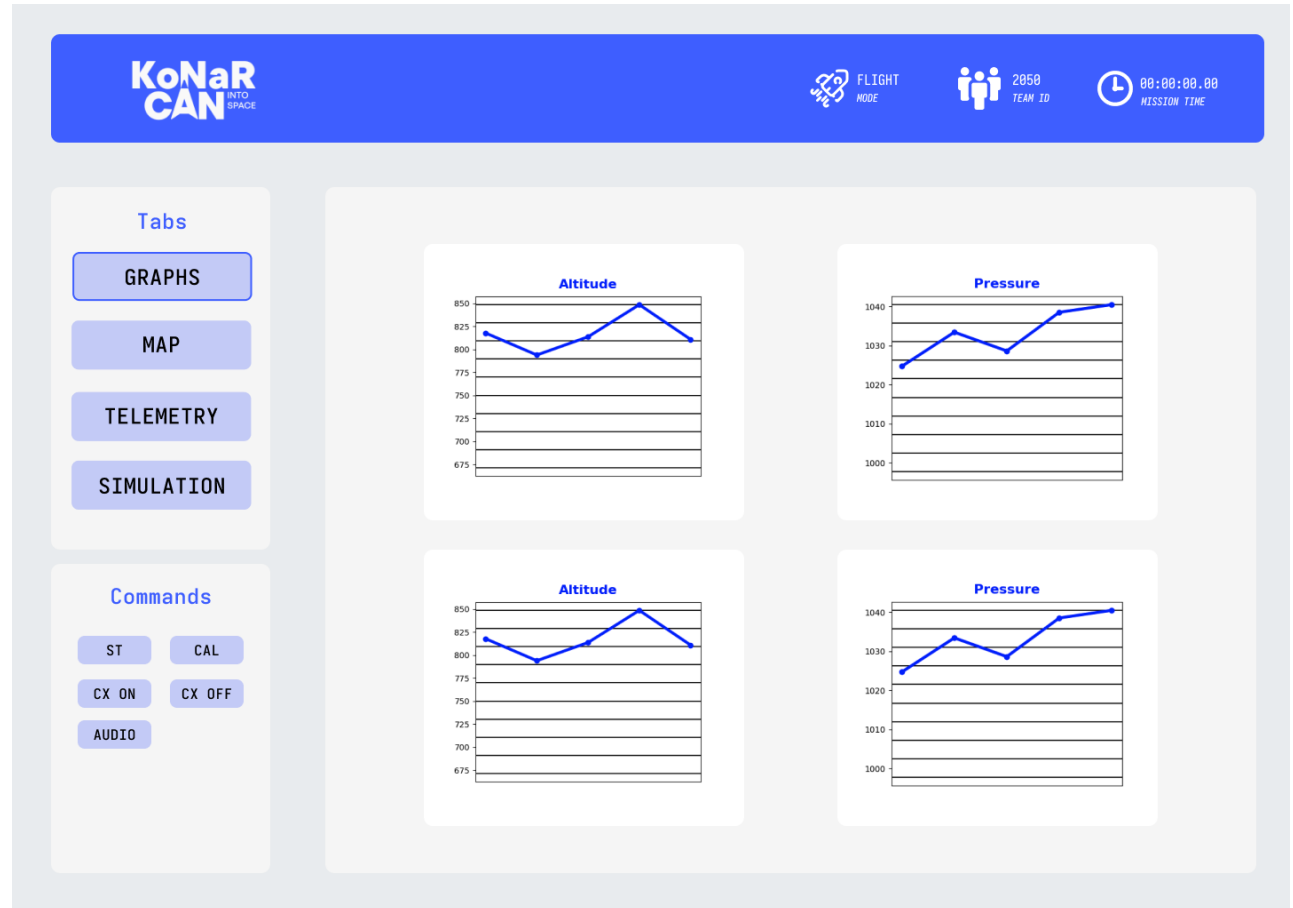 KoNaR
CAN INTO SPACE
FLIGHT
MODE
2050
TEAM ID
00:00:00.00
MISSION TIME
Tabs
GRAPHS
MAP
TELEMETRY
SIMULATION
Commands
ST
CAL
CX ON
CX OFF
AUDIO
Altitude
850
825
800
775
750
725
700
675
Pressure
1040
1030
1020
1010
1000
Altitude
850
825
800
775
750
725
700
675
Pressure
1040
1030
1020
1010
1000